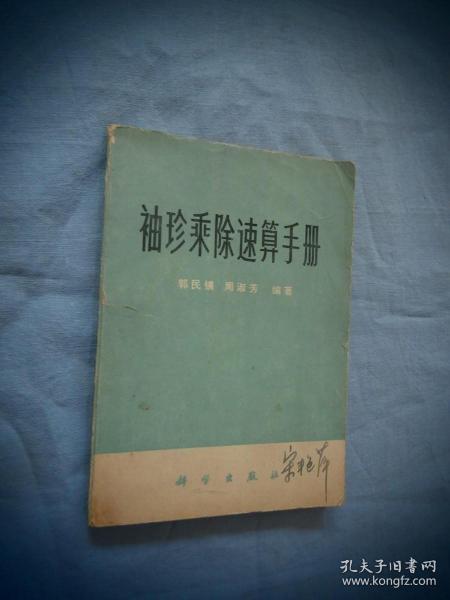 袖珍乘除速算手册
郭民镇 周淑芳 编著
科学出版社
孔夫子旧书网
www.kongfz.com